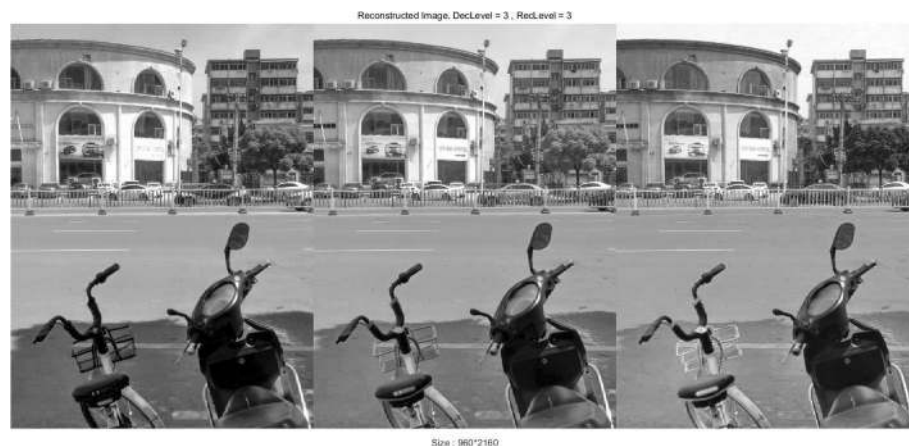 Reconstructed Image, DecLevel = 3 , RecLevel = 3
Size : 960*2160